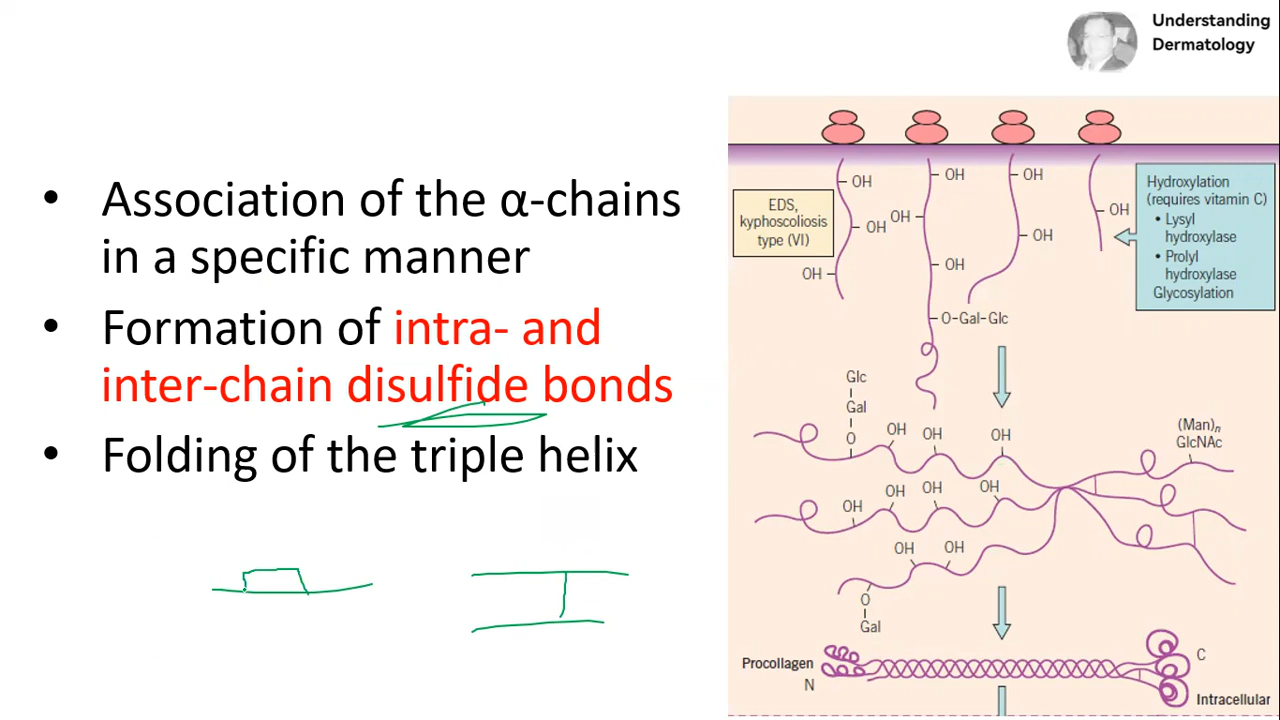 Understanding
Dermatology
• Association of the α-chains
in a specific manner
• Formation of intra- and
inter-chain disulfide bonds
• Folding of the triple helix
EDS,
kyphoscoliosis
type (VI)
OH
OH
OH
OH
OH
OH
OH
OH
OH
O-Gal-Glc
Hydroxylation
(requires vitamin C)
• Lysyl
hydroxylase
• Prolyl
hydroxylase
Glycosylation
Glc
Gal
O
OH
OH
OH
(Man)n
GlcNAc
OH
OH
OH
OH
OH
OH
O
Gal
Procollagen
N
C
Intracellular